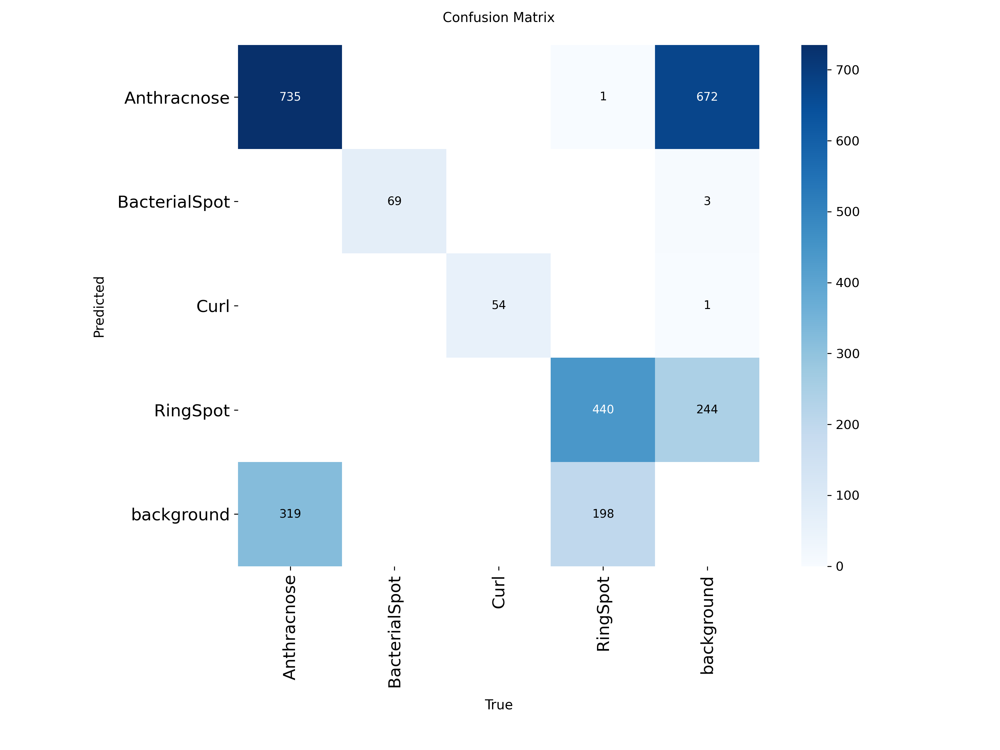 Confusion Matrix
Anthracnose
735
1
672
700
600
BacterialSpot
69
3
500
Predicted
Curl
54
1
400
300
RingSpot
440
244
200
background
319
198
100
0
Anthracnose
BacterialSpot
Curl
RingSpot
background
True